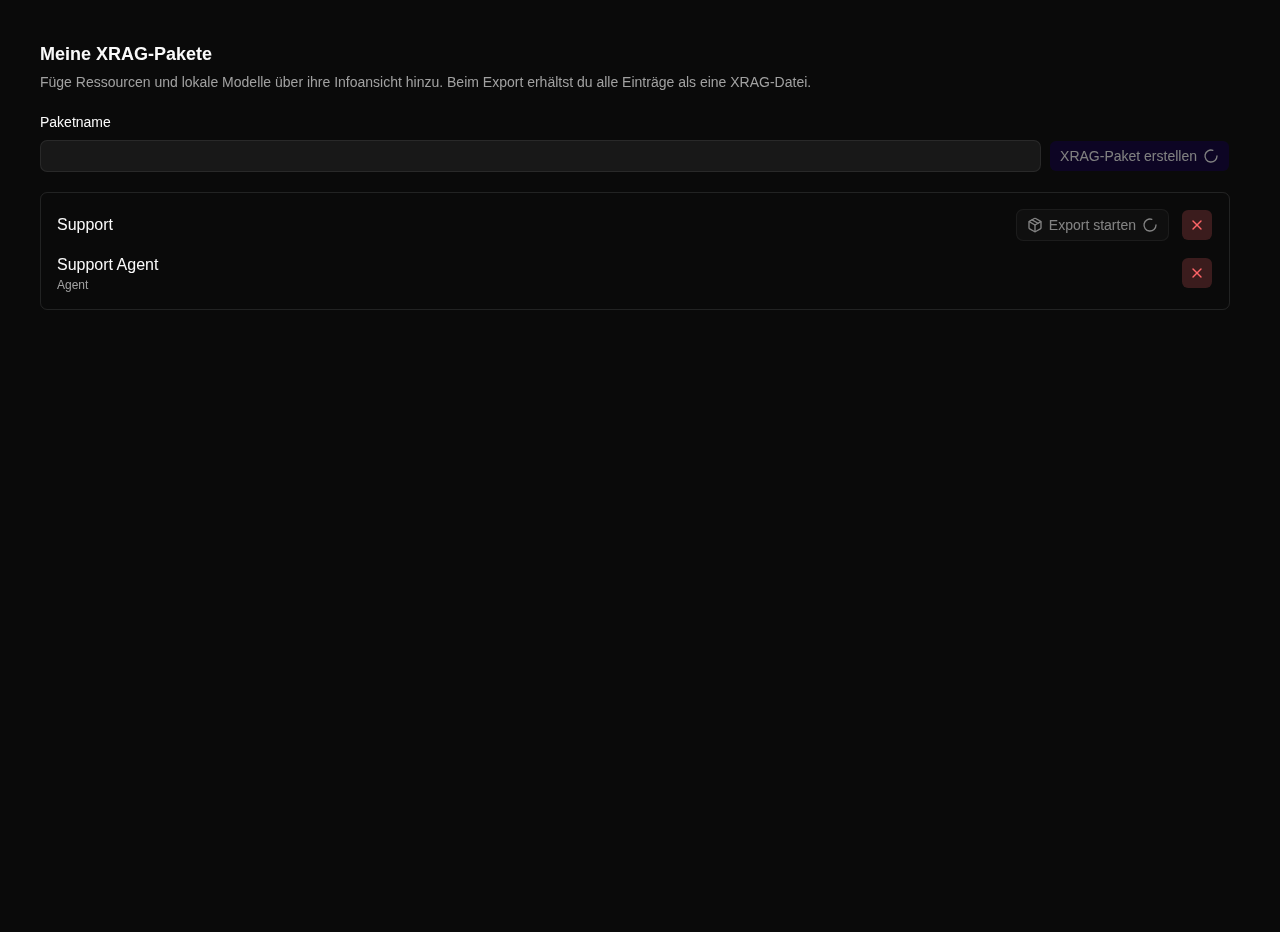 Meine XRAG-Pakete
Füge Ressourcen und lokale Modelle über ihre Infoansicht hinzu. Beim Export erhältst du alle Einträge als eine XRAG-Datei.
Paketname
XRAG-Paket erstellen
Support
Export starten
Support Agent
Agent